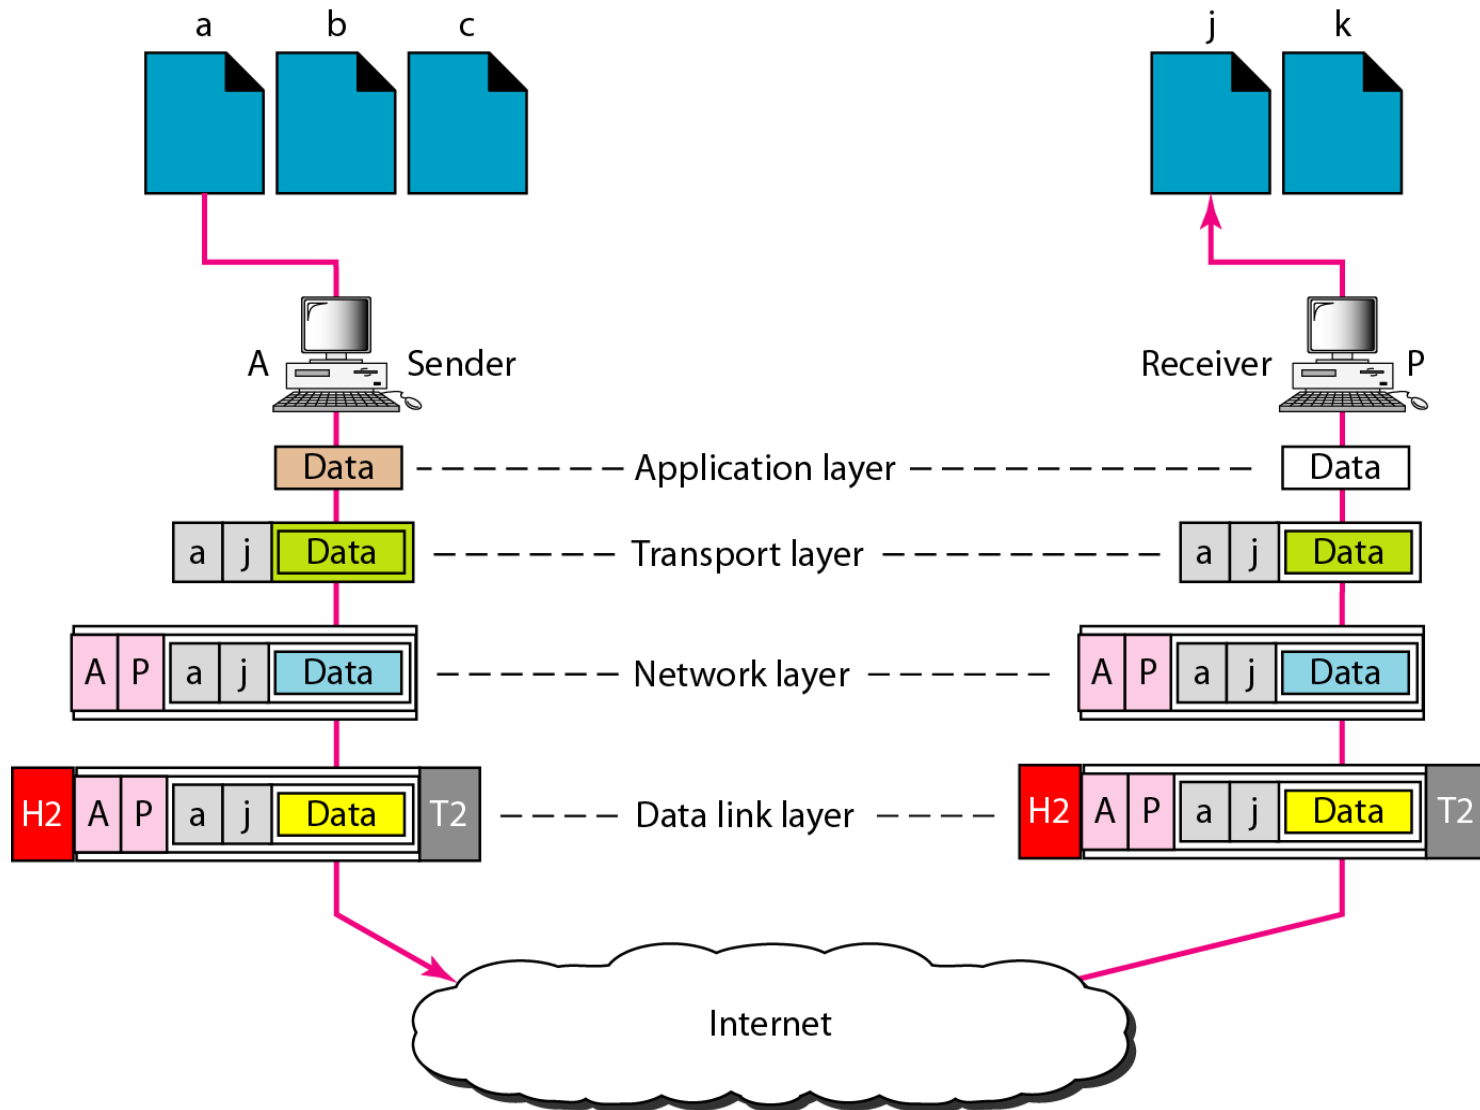 a b c j k
A Sender Receiver P
Data Application layer Data
a j Data Transport layer a j Data
A P a j Data Network layer A P a j Data
H2 A P a j Data T2 Data link layer H2 A P a j Data T2
Internet